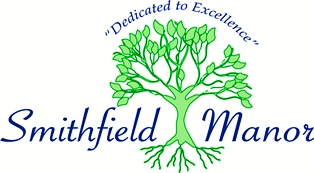 "Dedicated to Excellence"
Smithfield Manor